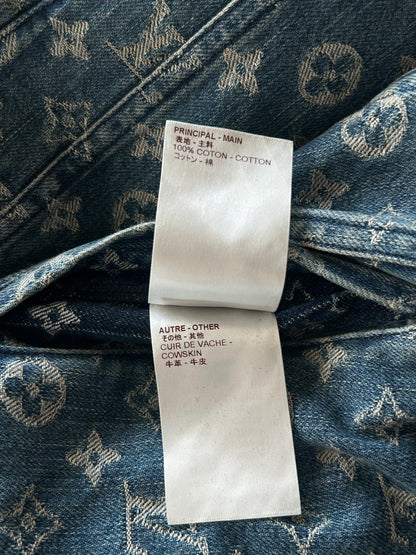 PRINCIPAL - MAIN
表地 - 主料
100% COTON - COTTON
コットン - 棉
AUTRE - OTHER
その他 - 其他
CUIR DE VACHE -
COWSKIN
牛革 - 牛皮